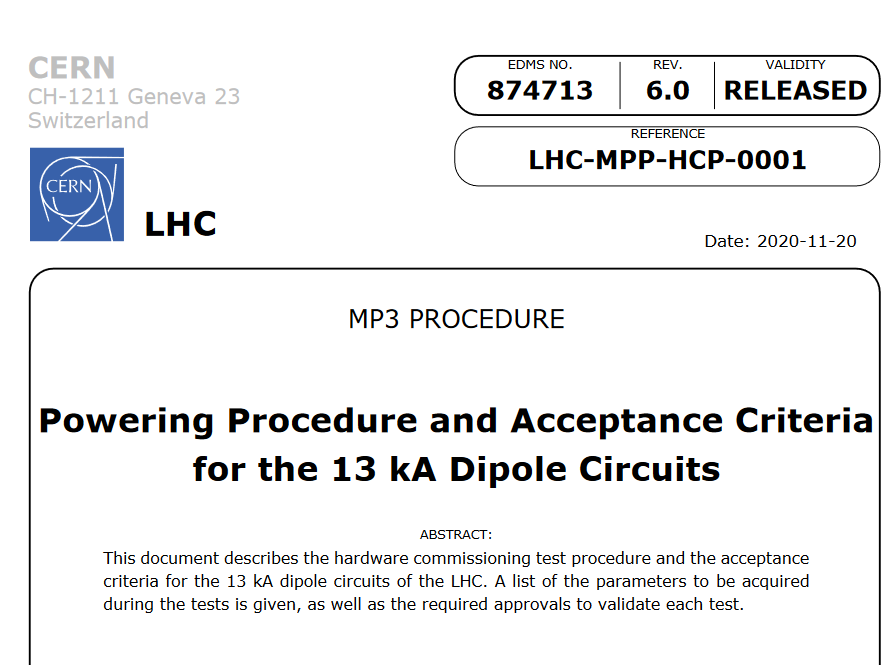 CERN
CH-1211 Geneva 23
Switzerland
EDMS NO.
874713
REV.
6.0
VALIDITY
RELEASED
REFERENCE
LHC-MPP-HCP-0001
CERN
LHC
Date: 2020-11-20
MP3 PROCEDURE
Powering Procedure and Acceptance Criteria
for the 13 kA Dipole Circuits
ABSTRACT:
This document describes the hardware commissioning test procedure and the acceptance
criteria for the 13 kA dipole circuits of the LHC. A list of the parameters to be acquired
during the tests is given, as well as the required approvals to validate each test.